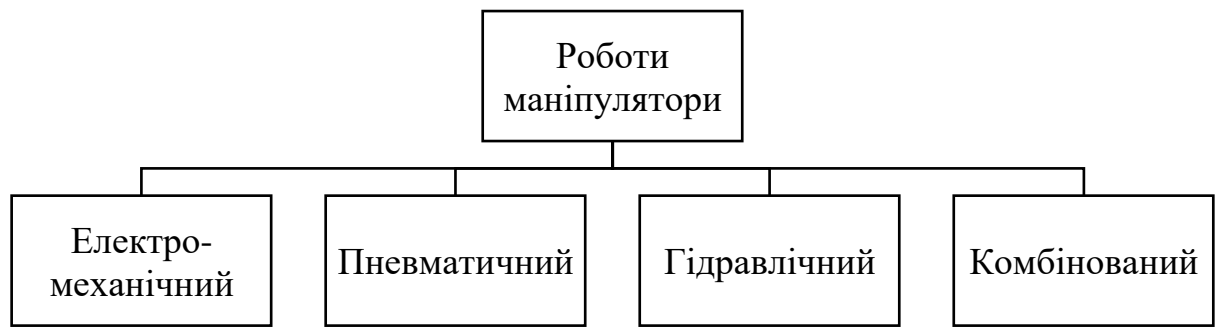 Роботи
маніпулятори
Електро-
механічний
Пневматичний
Гідравлічний
Комбінований